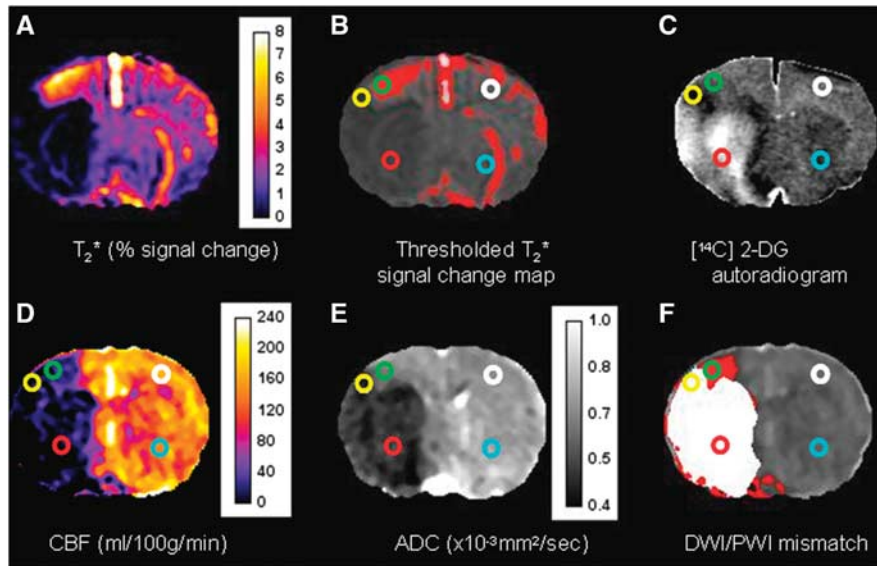 A
8
7
6
5
4
3
2
1
0
T₂* (% signal change)
B
Thresholded T₂*
signal change map
C
[¹⁴C] 2-DG
autoradiogram
D
240
200
160
120
80
40
0
CBF (ml/100g/min)
E
1.0
0.8
0.7
0.5
0.4
ADC (x10⁻³mm²/sec)
F
DWI/PWI mismatch